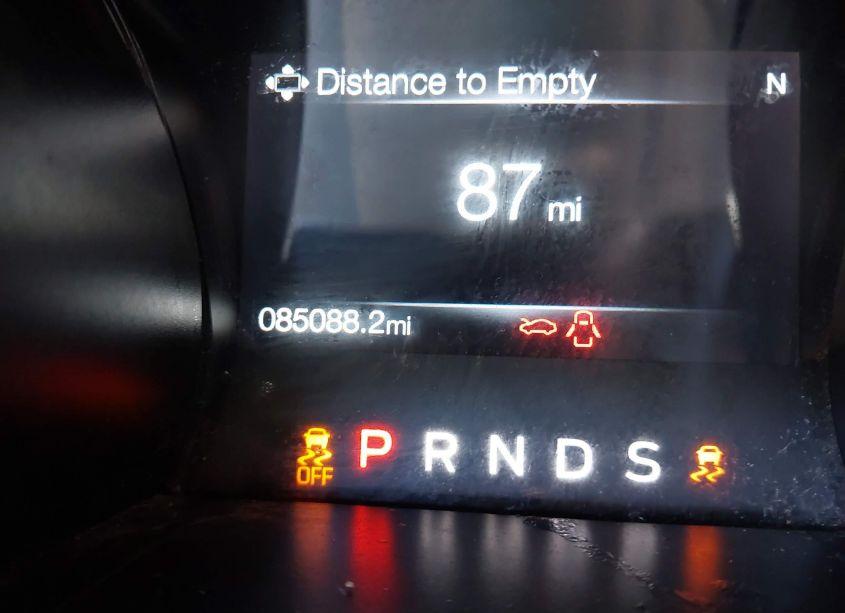 Distance to Empty N
87 mi
085088.2mi
OFF P R N D S